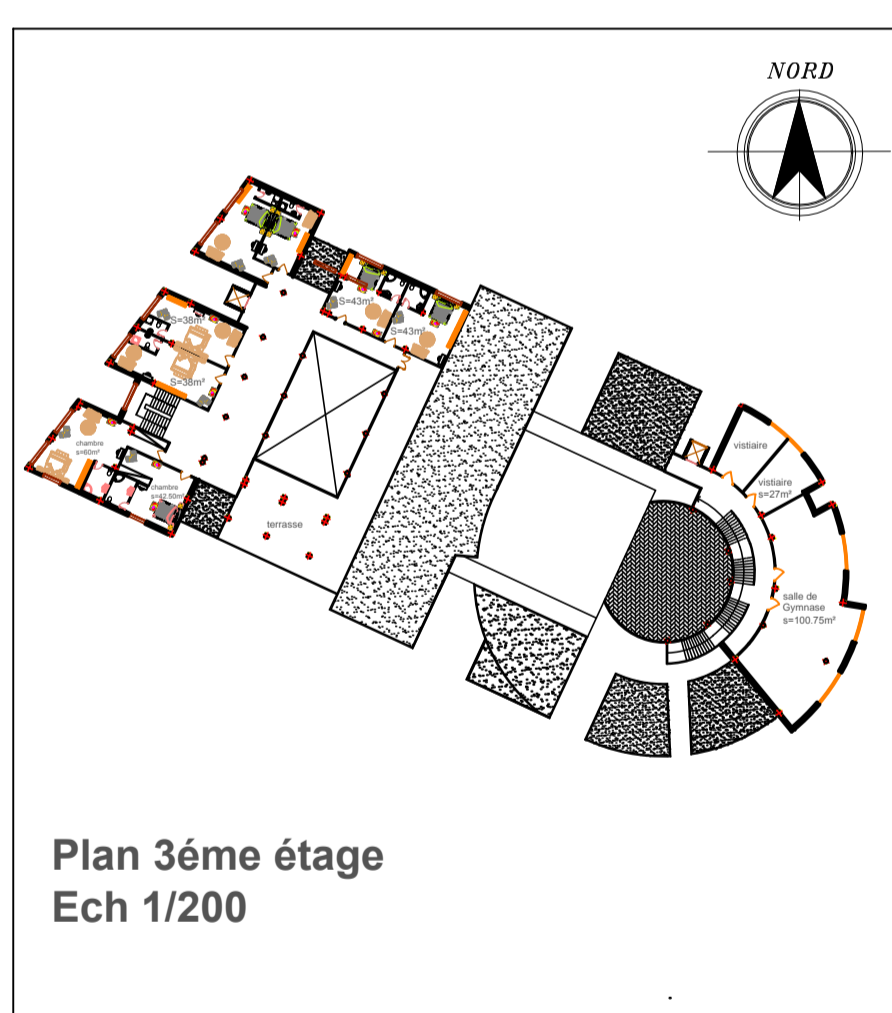 NORD
S=43m²
S=43m²
S=38m²
S=38m²
chambre
s=60m²
chambre
s=42.50m²
terrasse
vistiaire
vistiaire
s=27m²
salle de
Gymnase
s=100.75m²
Plan 3éme étage
Ech 1/200